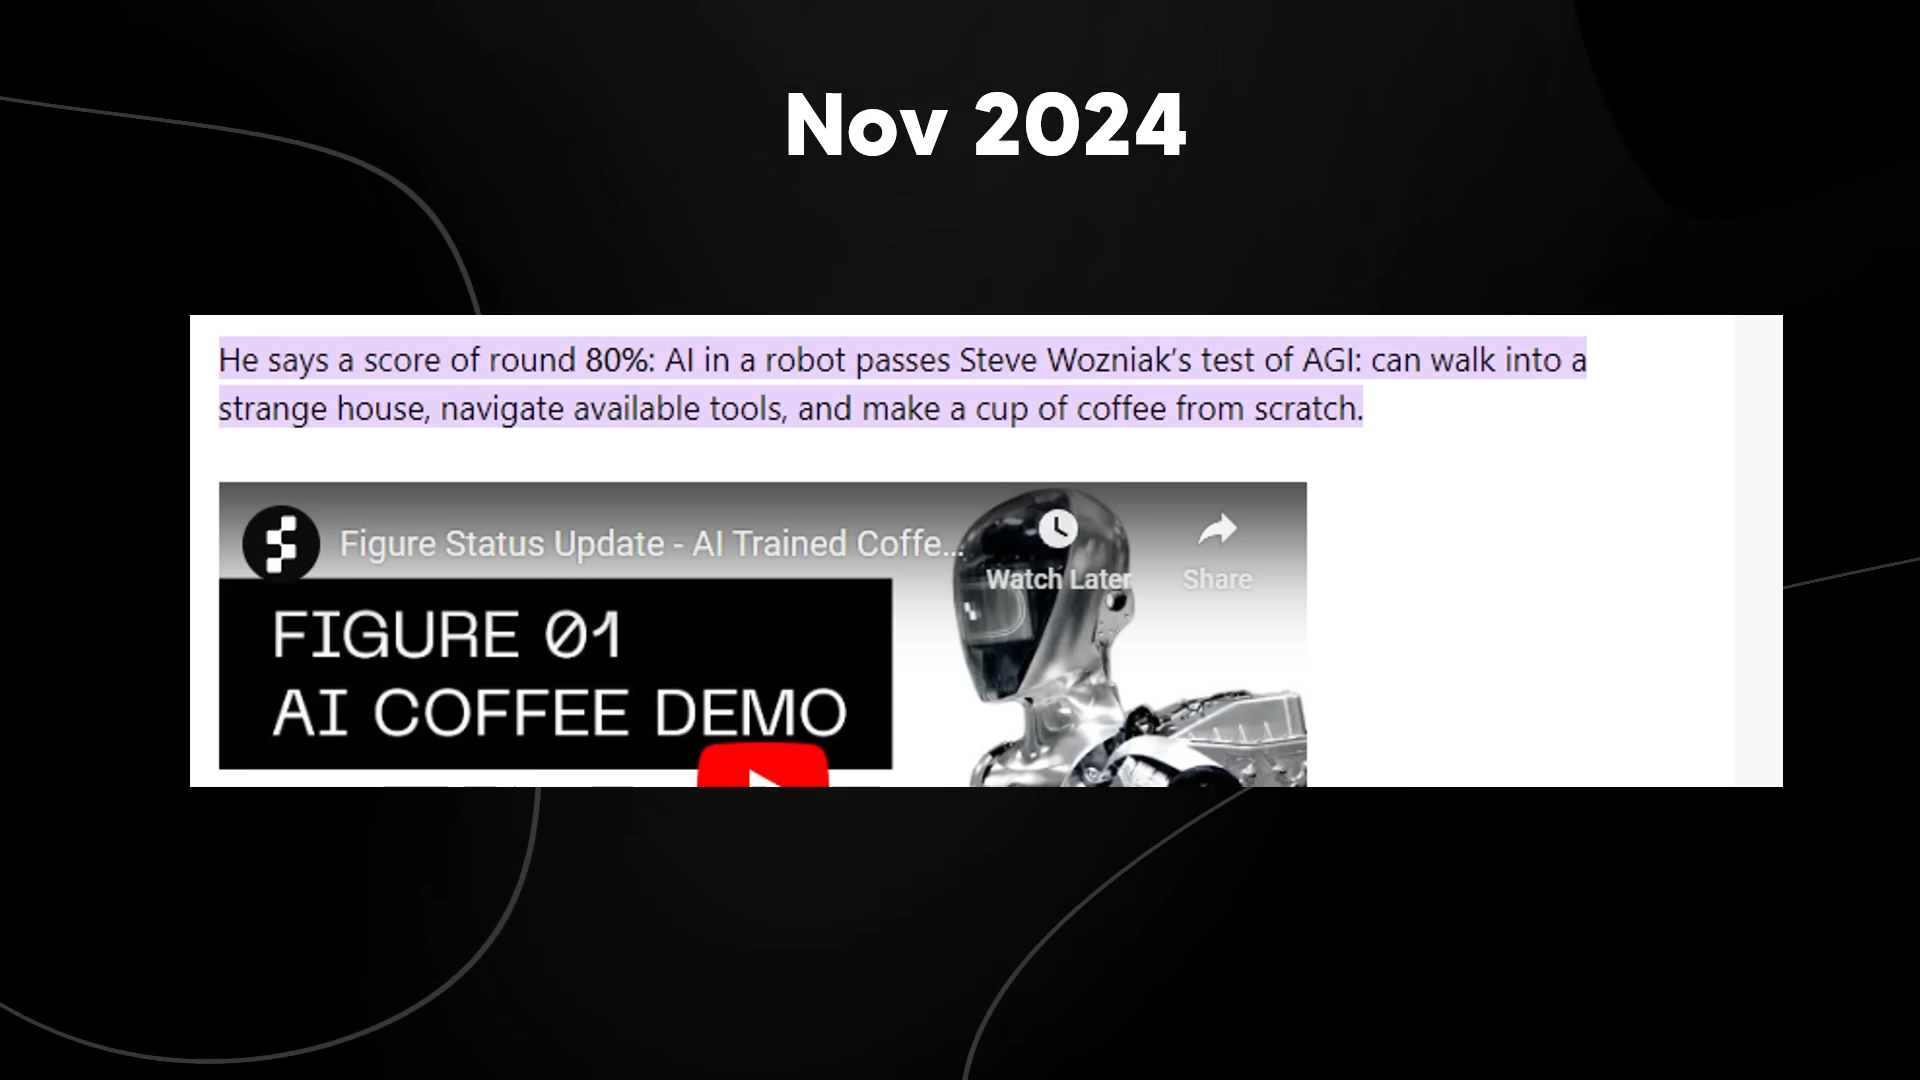 Nov 2024
He says a score of round 80%: AI in a robot passes Steve Wozniak's test of AGI: can walk into a
strange house, navigate available tools, and make a cup of coffee from scratch.
Figure Status Update - AI Trained Coffe...
Watch Later
Share
FIGURE 01
AI COFFEE DEMO